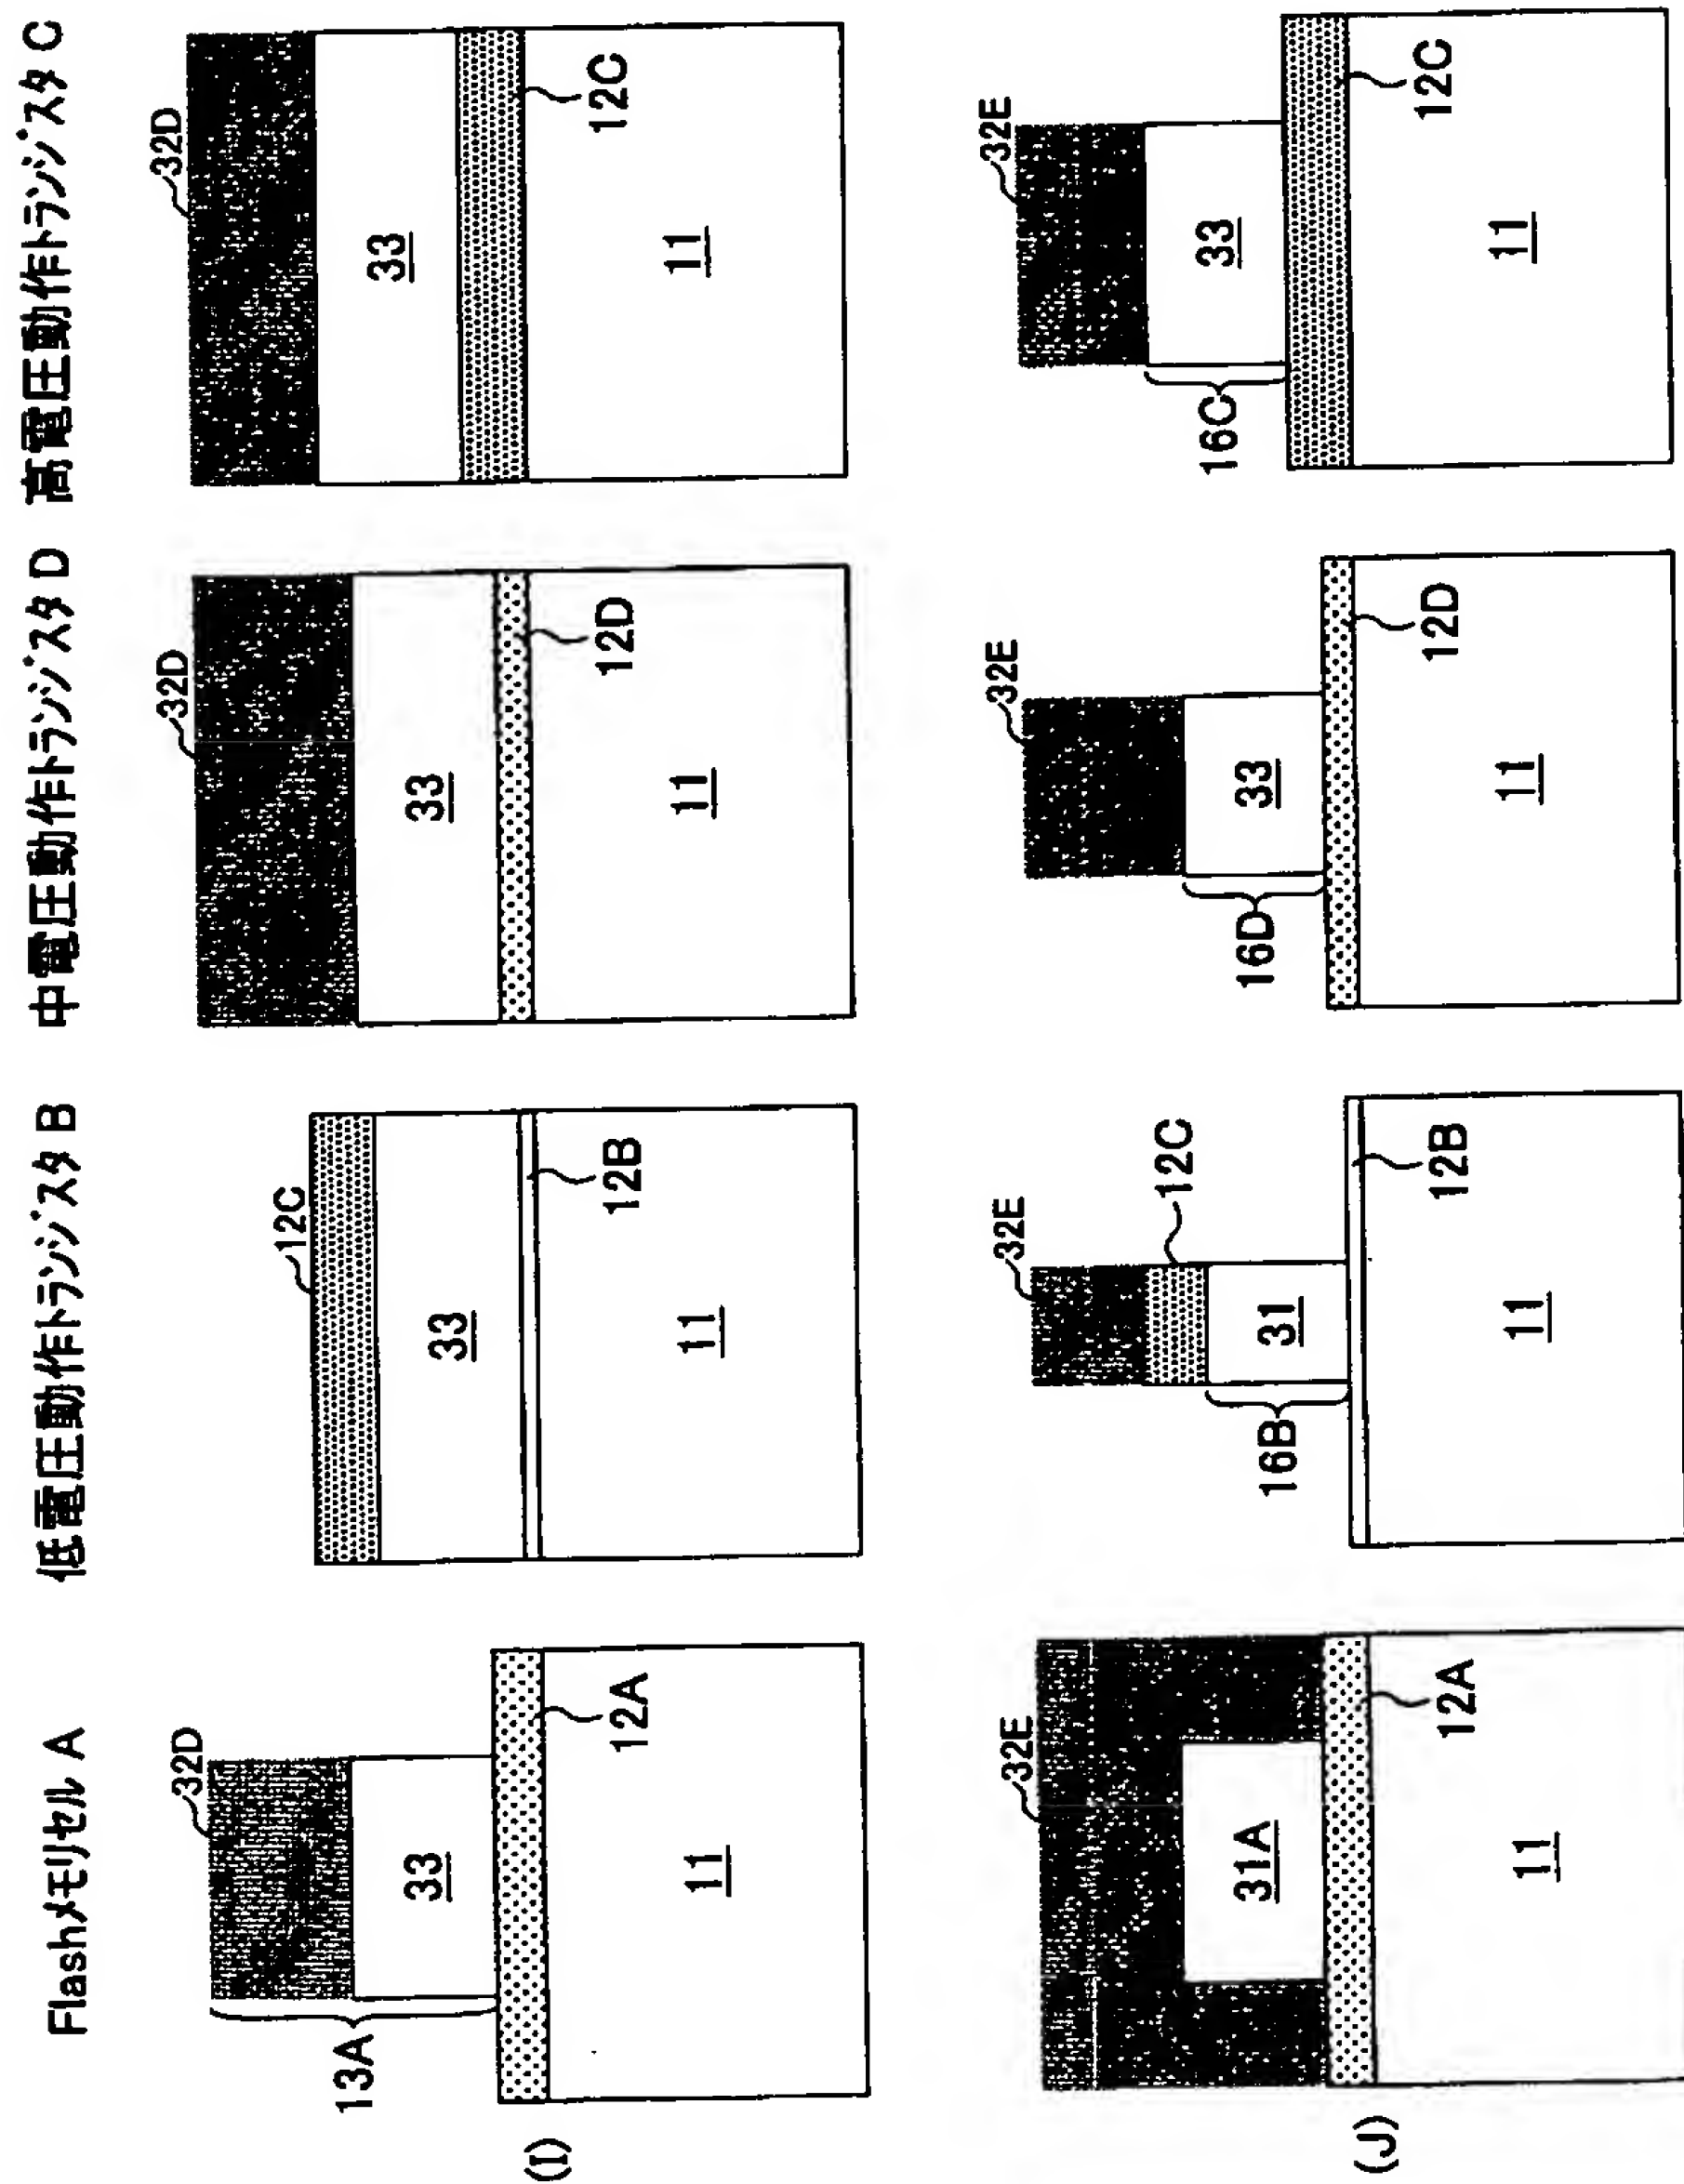 Flashメモリセル A
低電圧動作トランジスタ B
中電圧動作トランジスタ D
高電圧動作トランジスタ C
(I)
32D
13A
33
12A
11
12C
33
12B
11
32D
33
12D
11
32D
33
12C
11
(J)
32E
31A
12A
11
32E
12C
31
16B
12B
11
32E
33
16D
12D
11
32E
33
16C
12C
11